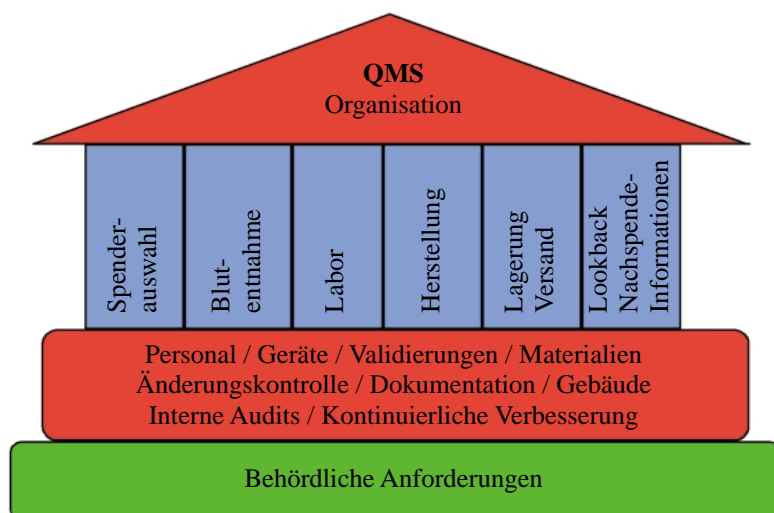 QMS
Organisation
Spender-
auswahl
Blut-
entnahme
Labor
Herstellung
Lagerung
Versand
Lookback
Nachspende-
Informationen
Personal / Geräte / Validierungen / Materialien
Änderungskontrolle / Dokumentation / Gebäude
Interne Audits / Kontinuierliche Verbesserung
Behördliche Anforderungen